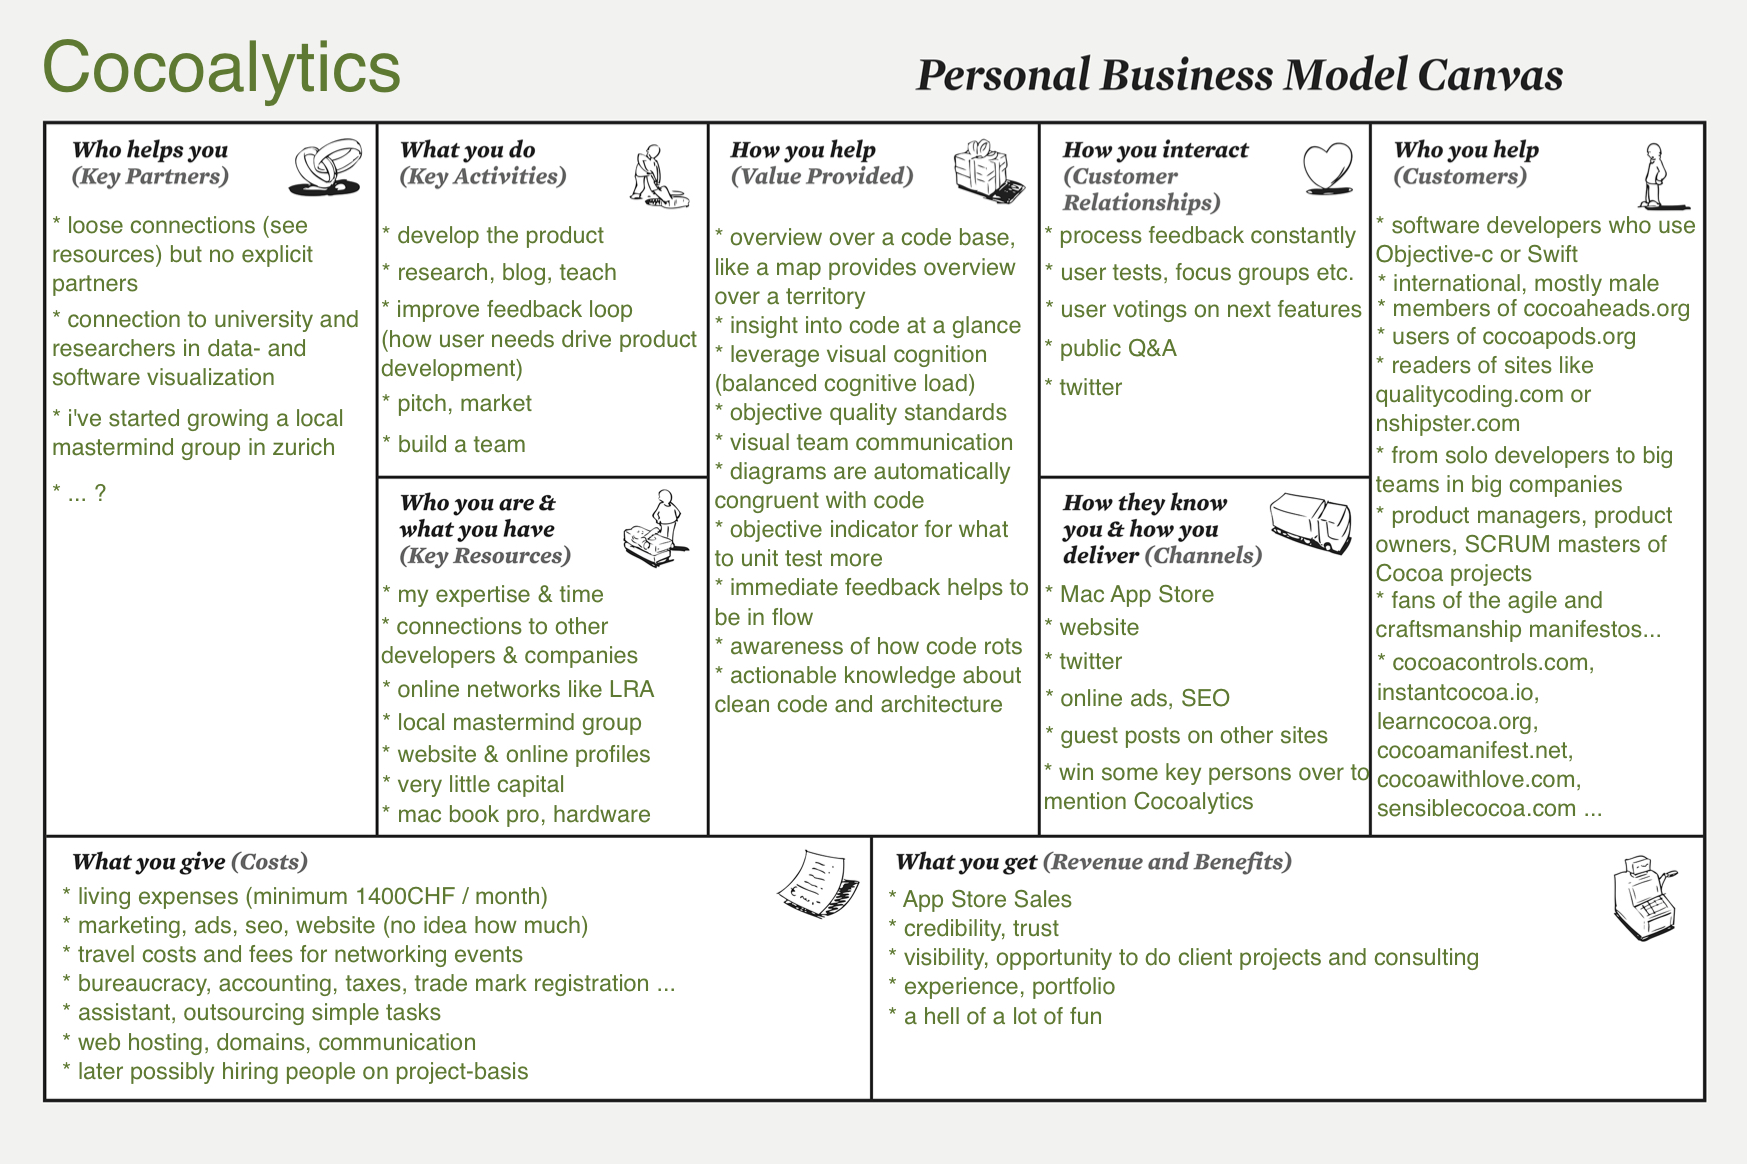 Cocoalytics
Personal Business Model Canvas
Who helps you
(Key Partners)
* loose connections (see
resources) but no explicit
partners
* connection to university and
researchers in data- and
software visualization
* i've started growing a local
mastermind group in zurich
* ... ?
What you do
(Key Activities)
* develop the product
* research, blog, teach
* improve feedback loop
(how user needs drive product
development)
* pitch, market
* build a team
Who you are &
what you have
(Key Resources)
* my expertise & time
* connections to other
developers & companies
* online networks like LRA
* local mastermind group
* website & online profiles
* very little capital
* mac book pro, hardware
How you help
(Value Provided)
* overview over a code base,
like a map provides overview
over a territory
* insight into code at a glance
* leverage visual cognition
(balanced cognitive load)
* objective quality standards
* visual team communication
* diagrams are automatically
congruent with code
* objective indicator for what
to unit test more
* immediate feedback helps to
be in flow
* awareness of how code rots
* actionable knowledge about
clean code and architecture
How you interact
(Customer
Relationships)
* process feedback constantly
* user tests, focus groups etc.
* user votings on next features
* public Q&A
* twitter
How they know
you & how you
deliver (Channels)
* Mac App Store
* website
* twitter
* online ads, SEO
* guest posts on other sites
* win some key persons over to
mention Cocoalytics
Who you help
(Customers)
* software developers who use
Objective-c or Swift
* international, mostly male
* members of cocoaheads.org
* users of cocoapods.org
* readers of sites like
qualitycoding.com or
nshipster.com
* from solo developers to big
teams in big companies
* product managers, product
owners, SCRUM masters of
Cocoa projects
* fans of the agile and
craftsmanship manifestos...
* cocoacontrols.com,
instantcocoa.io,
learncocoa.org,
cocoamanifest.net,
cocoawithlove.com,
sensiblecocoa.com ...
What you give (Costs)
* living expenses (minimum 1400CHF / month)
* marketing, ads, seo, website (no idea how much)
* travel costs and fees for networking events
* bureaucracy, accounting, taxes, trade mark registration ...
* assistant, outsourcing simple tasks
* web hosting, domains, communication
* later possibly hiring people on project-basis
What you get (Revenue and Benefits)
* App Store Sales
* credibility, trust
* visibility, opportunity to do client projects and consulting
* experience, portfolio
* a hell of a lot of fun